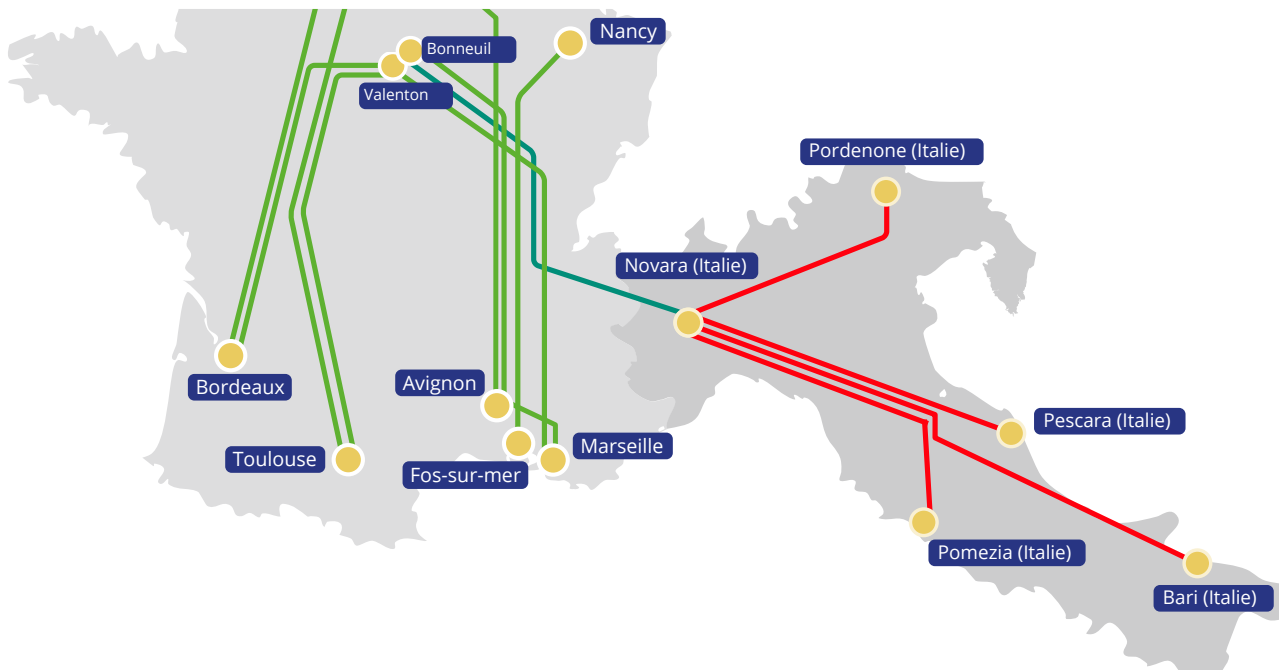 Nancy
Bonneuil
Valenton
Pordenone (Italie)
Novara (Italie)
Bordeaux
Avignon
Pescara (Italie)
Toulouse
Marseille
Fos-sur-mer
Pomezia (Italie)
Bari (Italie)